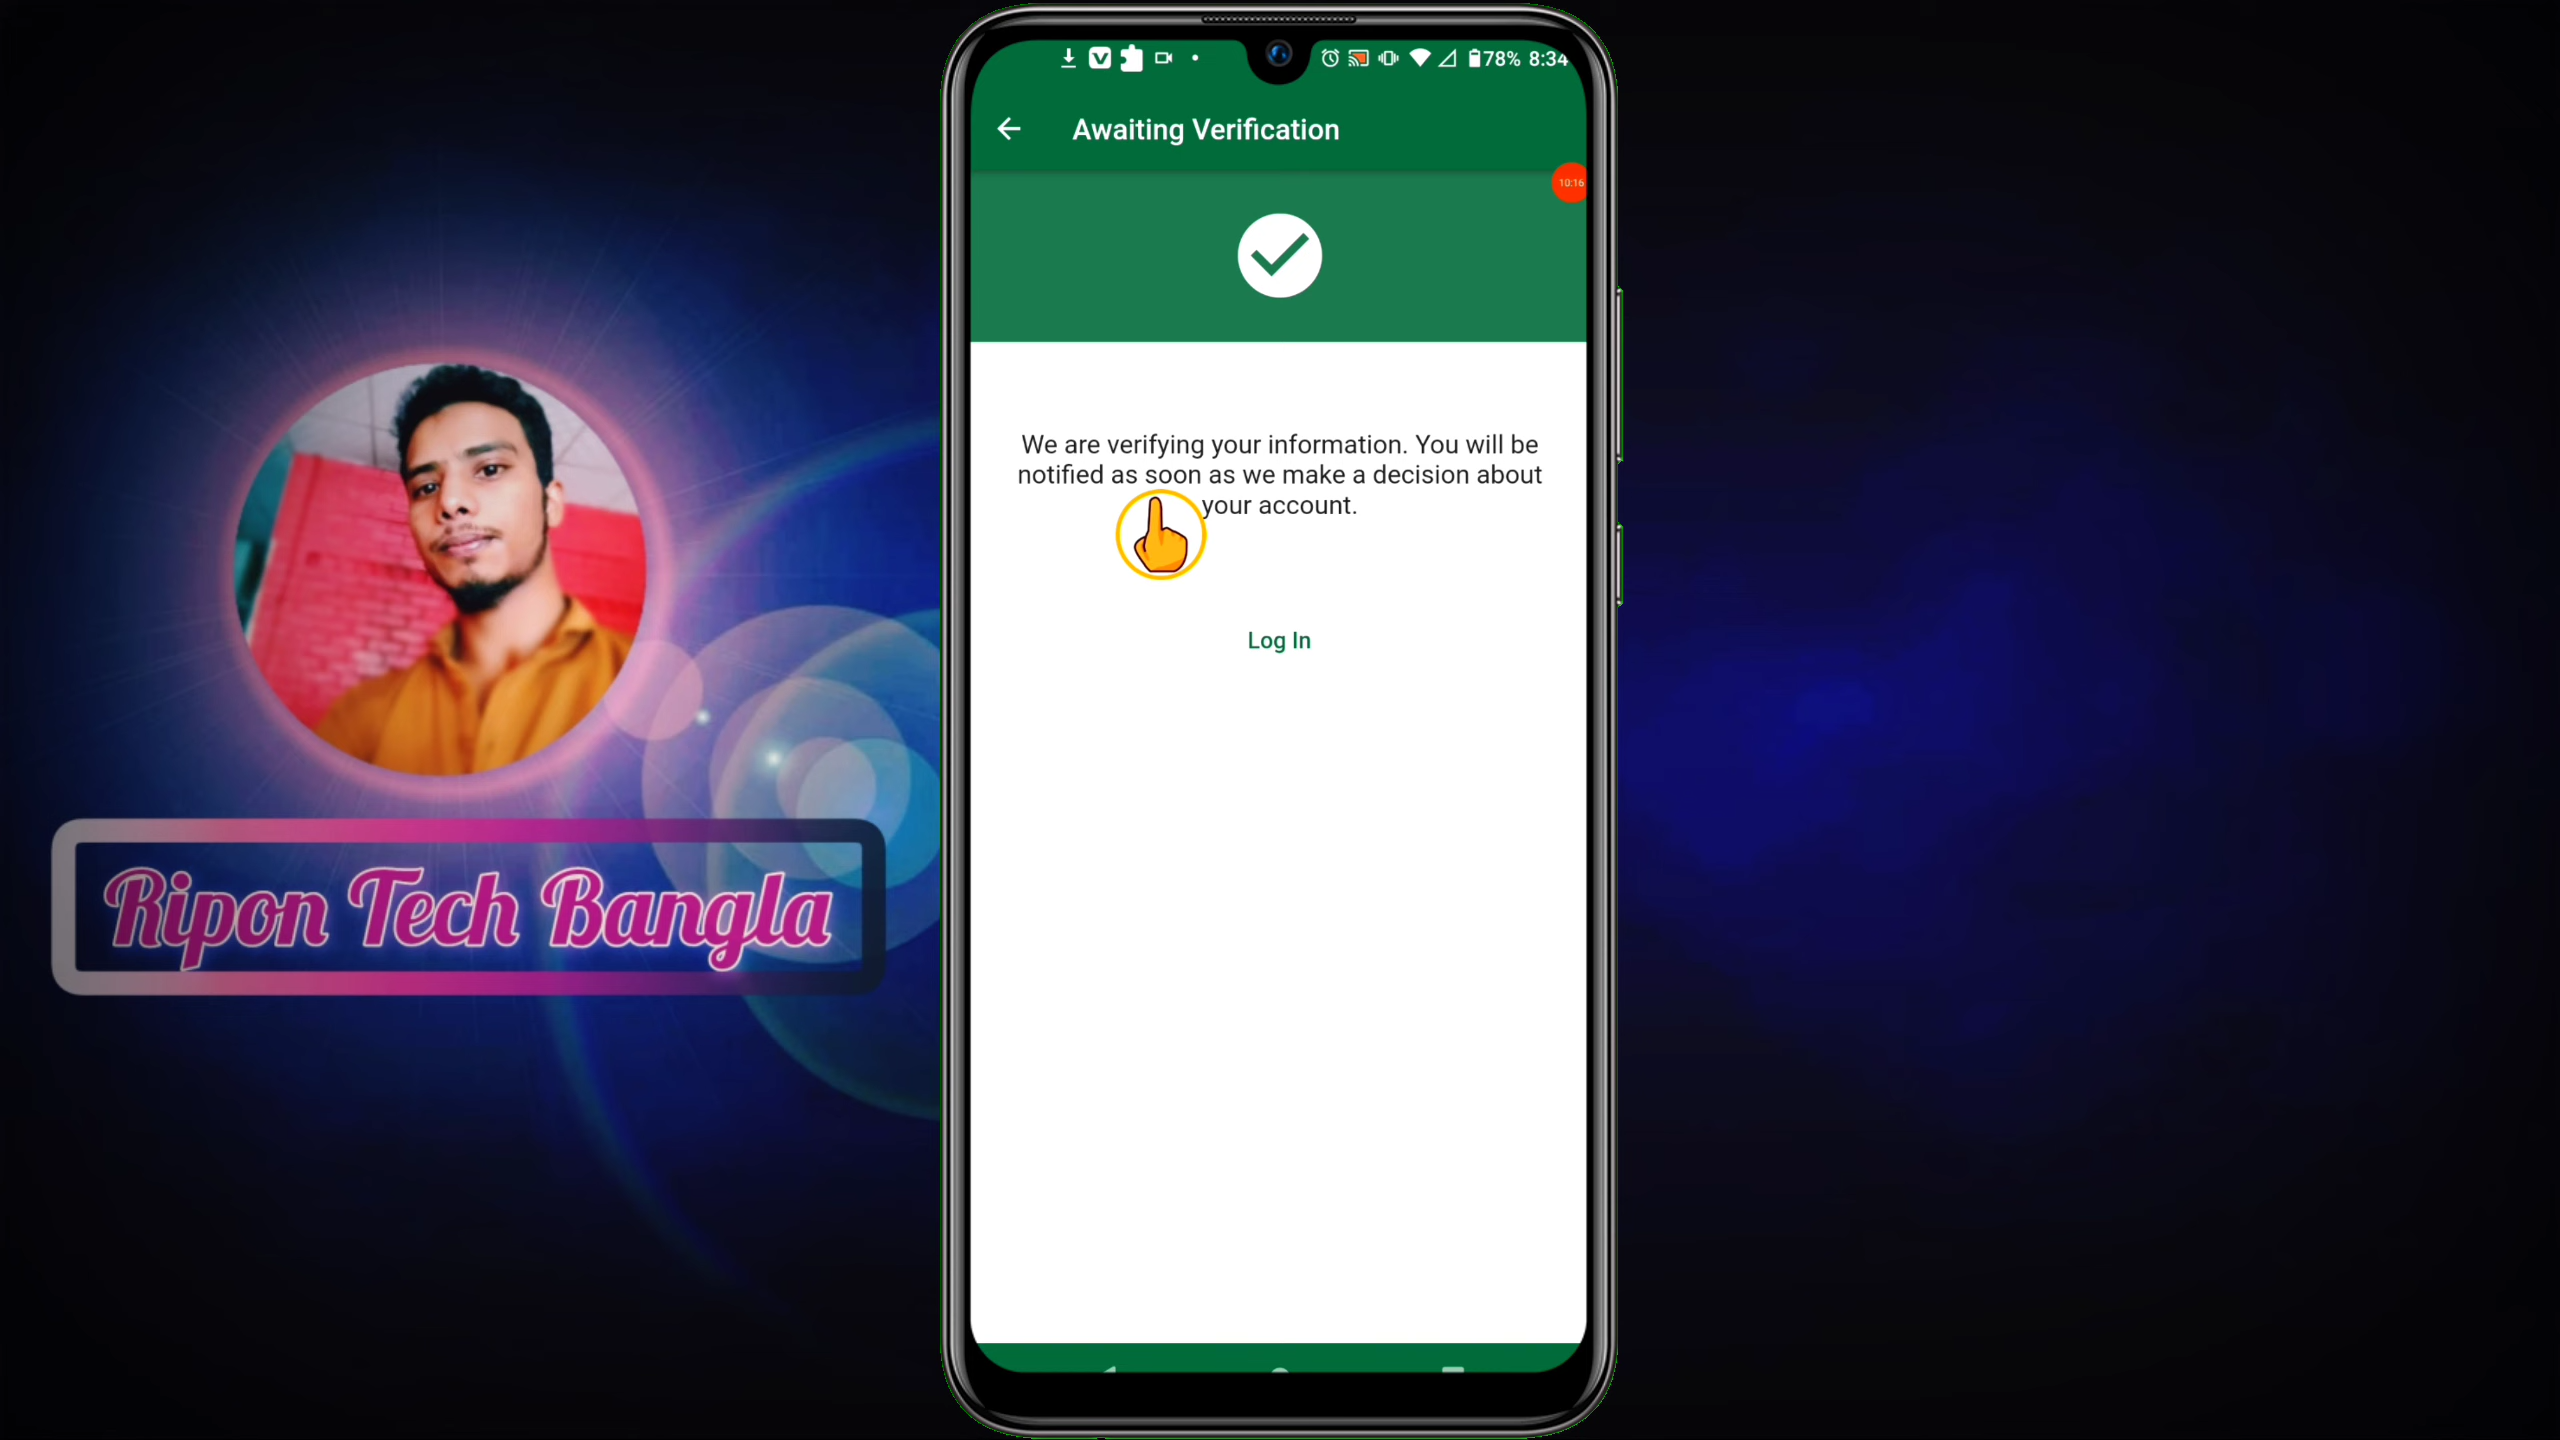 78% 8:34
Awaiting Verification
10:16
We are verifying your information. You will be
notified as soon as we make a decision about
your account.
Log In
Ripon Tech Bangla